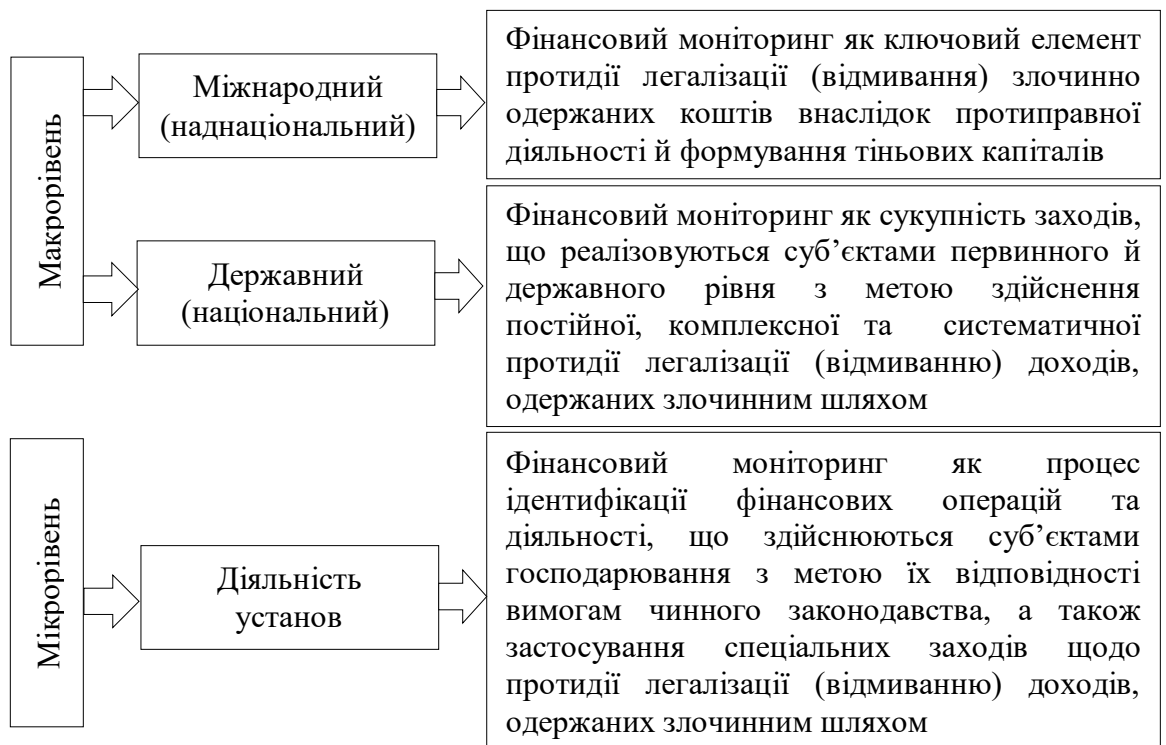 Макрорівень
Міжнародний
(наднаціональний)
Фінансовий моніторинг як ключовий елемент
протидії легалізації (відмивання) злочинно
одержаних коштів внаслідок протиправної
діяльності й формування тіньових капіталів
Державний
(національний)
Фінансовий моніторинг як сукупність заходів,
що реалізовуються суб’єктами первинного й
державного рівня з метою здійснення
постійної, комплексної та систематичної
протидії легалізації (відмиванню) доходів,
одержаних злочинним шляхом
Мікрорівень
Діяльність
установ
Фінансовий моніторинг як процес
ідентифікації фінансових операцій та
діяльності, що здійснюються суб’єктами
господарювання з метою їх відповідності
вимогам чинного законодавства, а також
застосування спеціальних заходів щодо
протидії легалізації (відмиванню) доходів,
одержаних злочинним шляхом